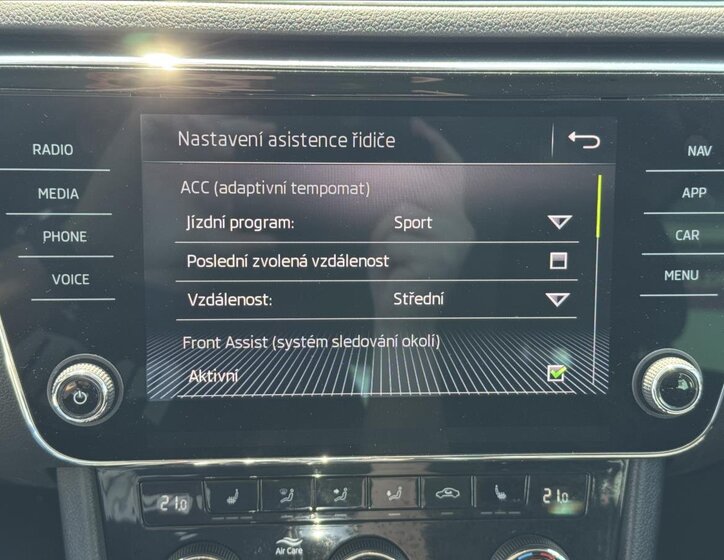 Nastavení asistence řidiče
RADIO
MEDIA
PHONE
VOICE
ACC (adaptivní tempomat)
Jízdní program: Sport
Poslední zvolená vzdálenost
Vzdálenost: Střední
Front Assist (systém sledování okolí)
Aktivní
NAV
APP
CAR
MENU
21.0
21.0
Air Care